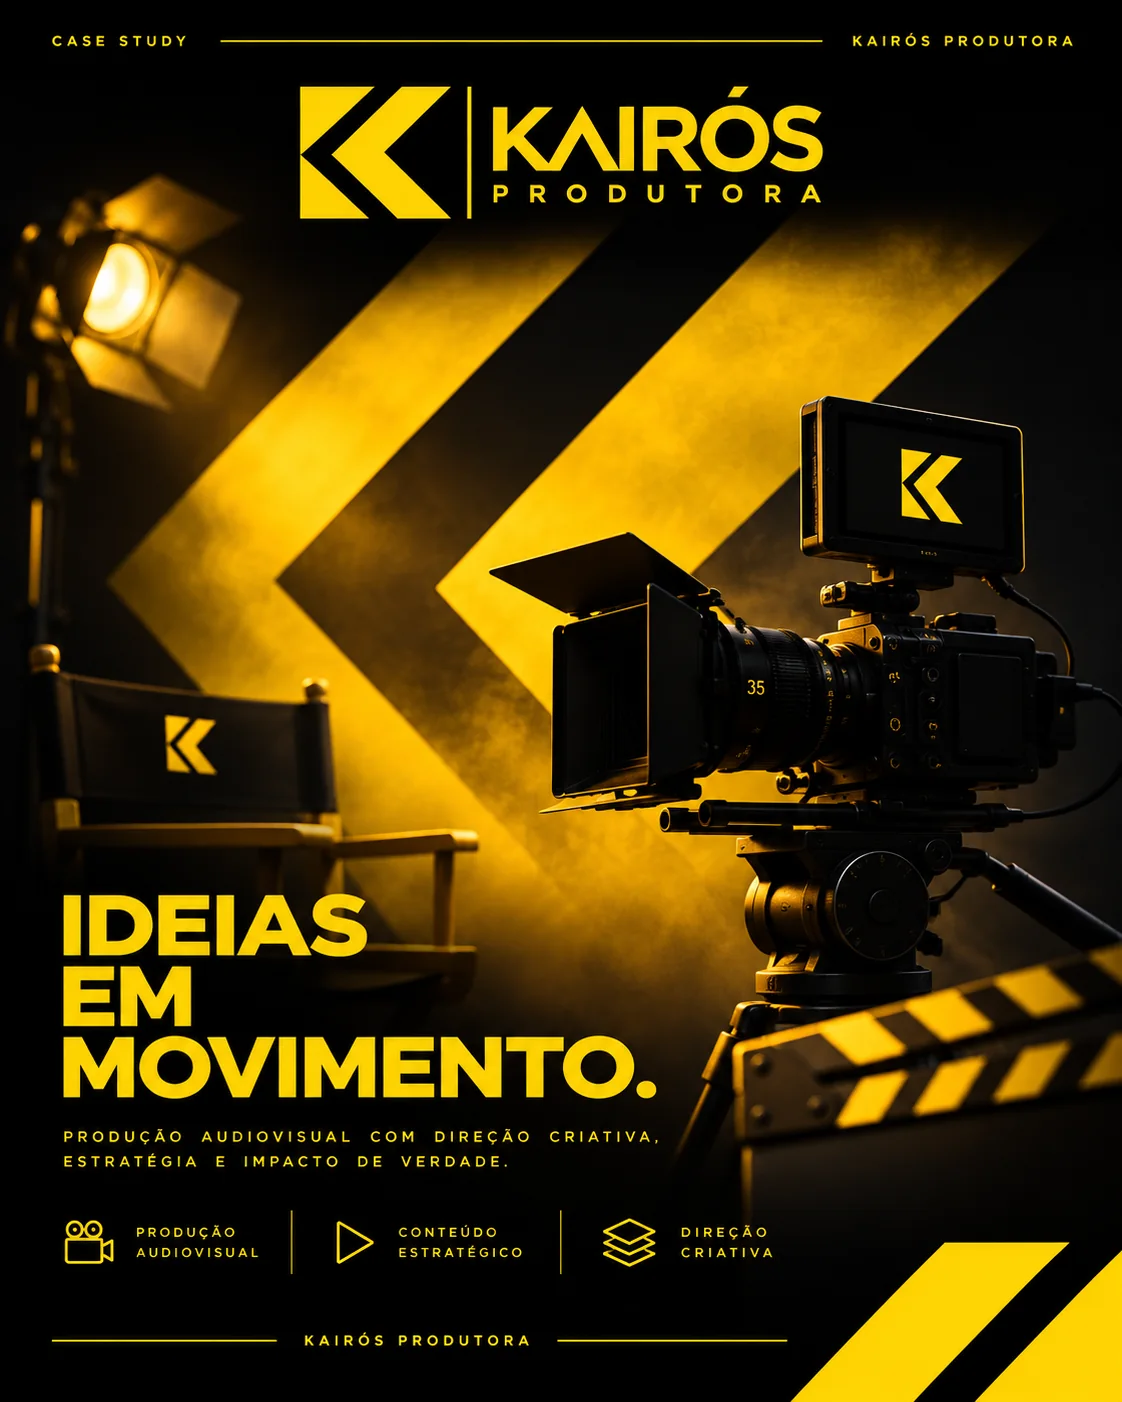 CASE STUDY
KAIRÓS PRODUTORA
KAIRÓS
PRODUTORA
35
IDEIAS
EM
MOVIMENTO.
PRODUÇÃO AUDIOVISUAL COM DIREÇÃO CRIATIVA,
ESTRATÉGIA E IMPACTO DE VERDADE.
PRODUÇÃO
AUDIOVISUAL
CONTEÚDO
ESTRATÉGICO
DIREÇÃO
CRIATIVA
KAIRÓS PRODUTORA